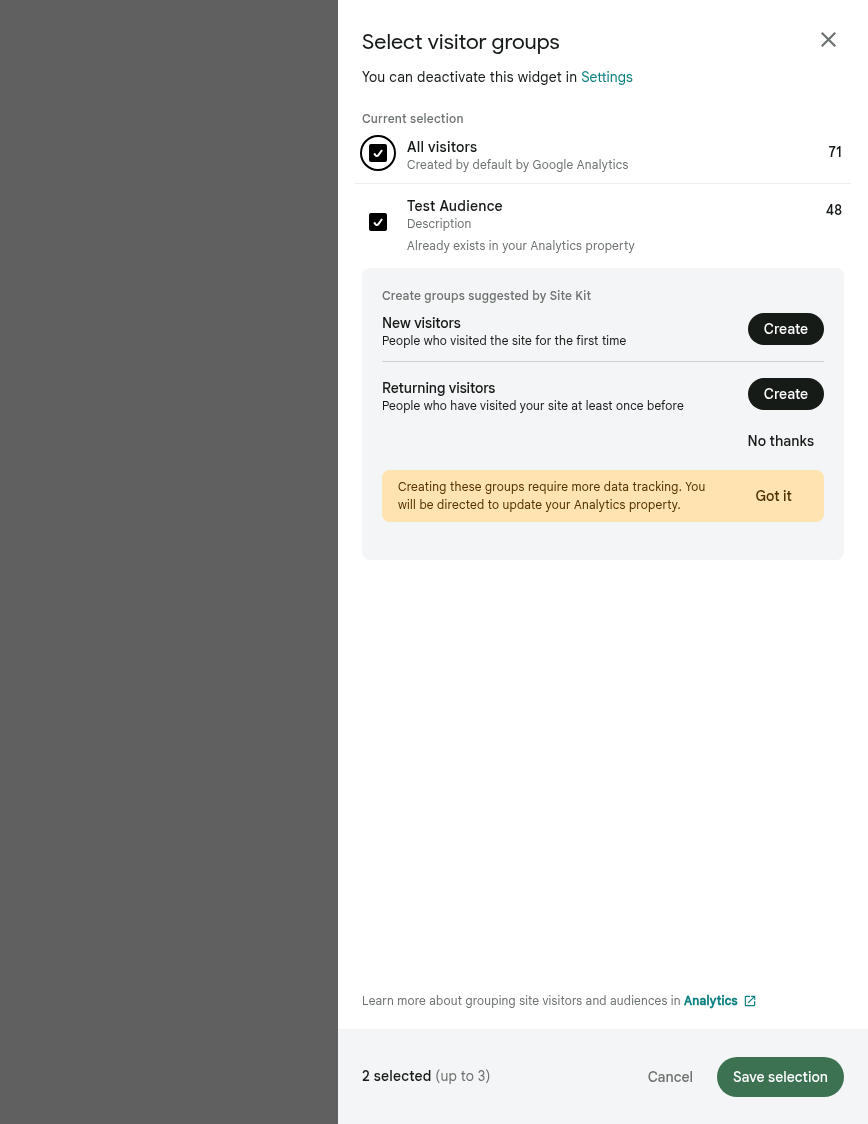 Select visitor groups
You can deactivate this widget in Settings
Current selection
All visitors
71
Created by default by Google Analytics
Test Audience
48
Description
Already exists in your Analytics property
Create groups suggested by Site Kit
New visitors
Create
People who visited the site for the first time
Returning visitors
Create
People who have visited your site at least once before
No thanks
Creating these groups require more data tracking. You
will be directed to update your Analytics property.
Got it
Learn more about grouping site visitors and audiences in Analytics
2 selected (up to 3)
Cancel
Save selection